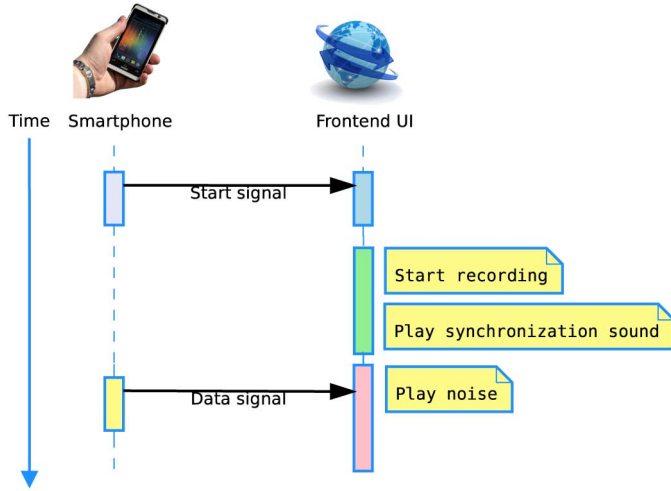 Time
Smartphone
Frontend UI
Start signal
Start recording
Play synchronization sound
Data signal
Play noise